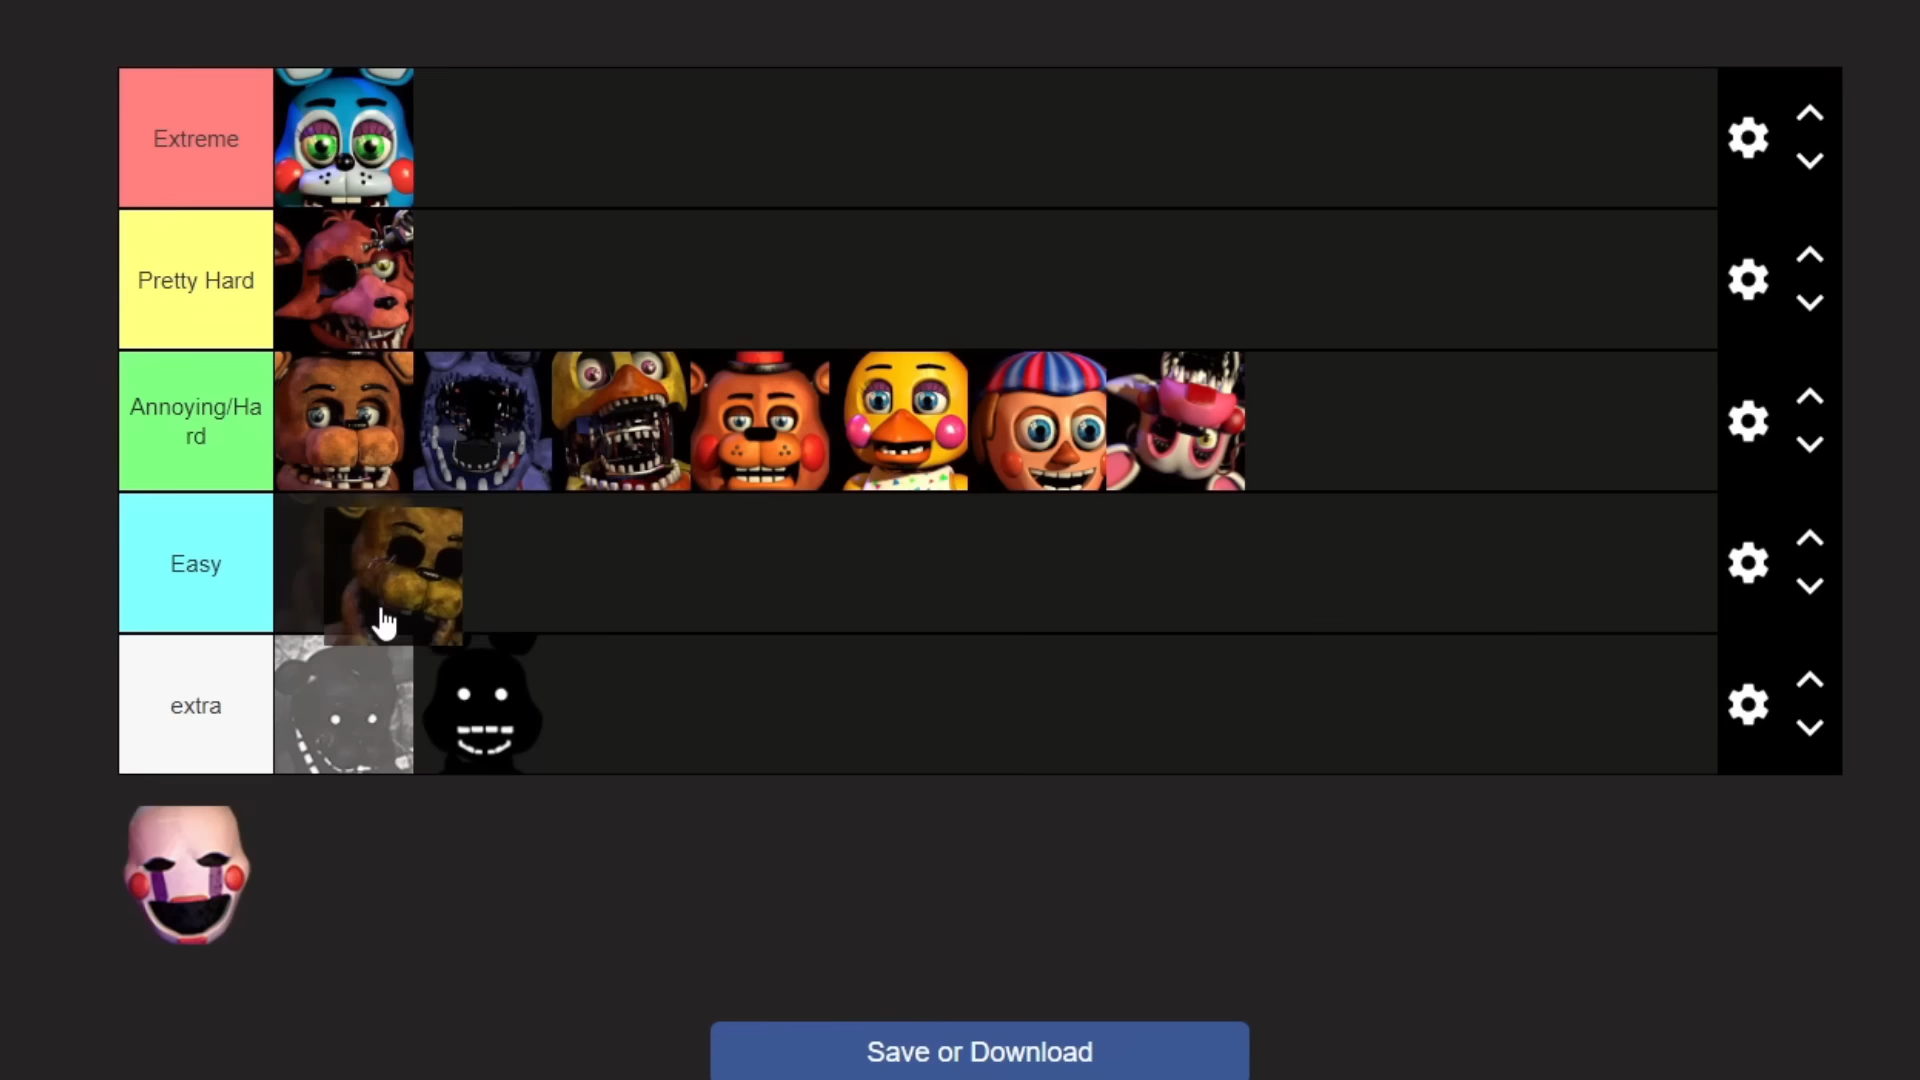 Extreme
Pretty Hard
Annoying/Ha
rd
Easy
extra
Save or Download